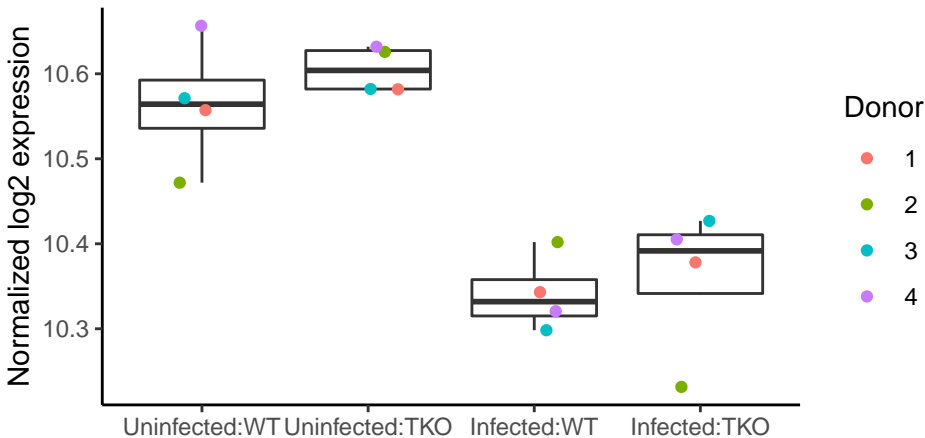 Normalized log2 expression
10.6
10.5
10.4
10.3
Uninfected:WT Uninfected:TKO Infected:WT Infected:TKO
Donor
1
2
3
4